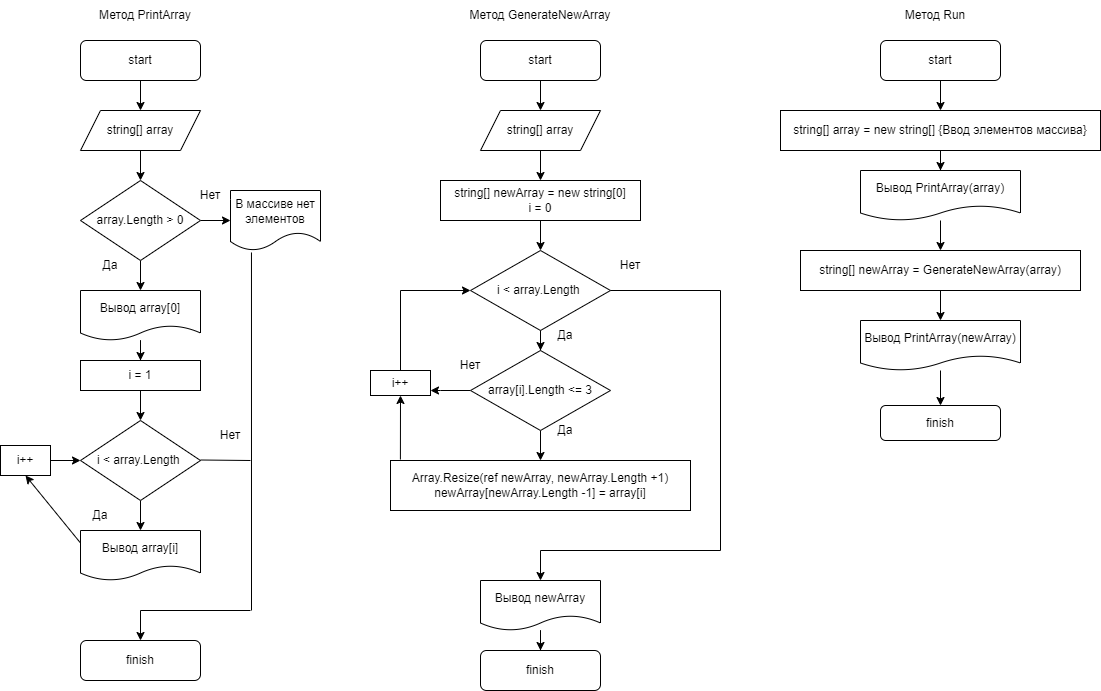 Метод PrintArray
start
string[] array
array.Length > 0
Нет
В массиве нет
элементов
Да
Вывод array[0]
i = 1
i < array.Length
Нет
i++
Да
Вывод array[i]
finish
Метод GenerateNewArray
start
string[] array
string[] newArray = new string[0]
i = 0
i < array.Length
Нет
Да
array[i].Length <= 3
Нет
i++
Да
Array.Resize(ref newArray, newArray.Length +1)
newArray[newArray.Length -1] = array[i]
Вывод newArray
finish
Метод Run
start
string[] array = new string[] {Ввод элементов массива}
Вывод PrintArray(array)
string[] newArray = GenerateNewArray(array)
Вывод PrintArray(newArray)
finish